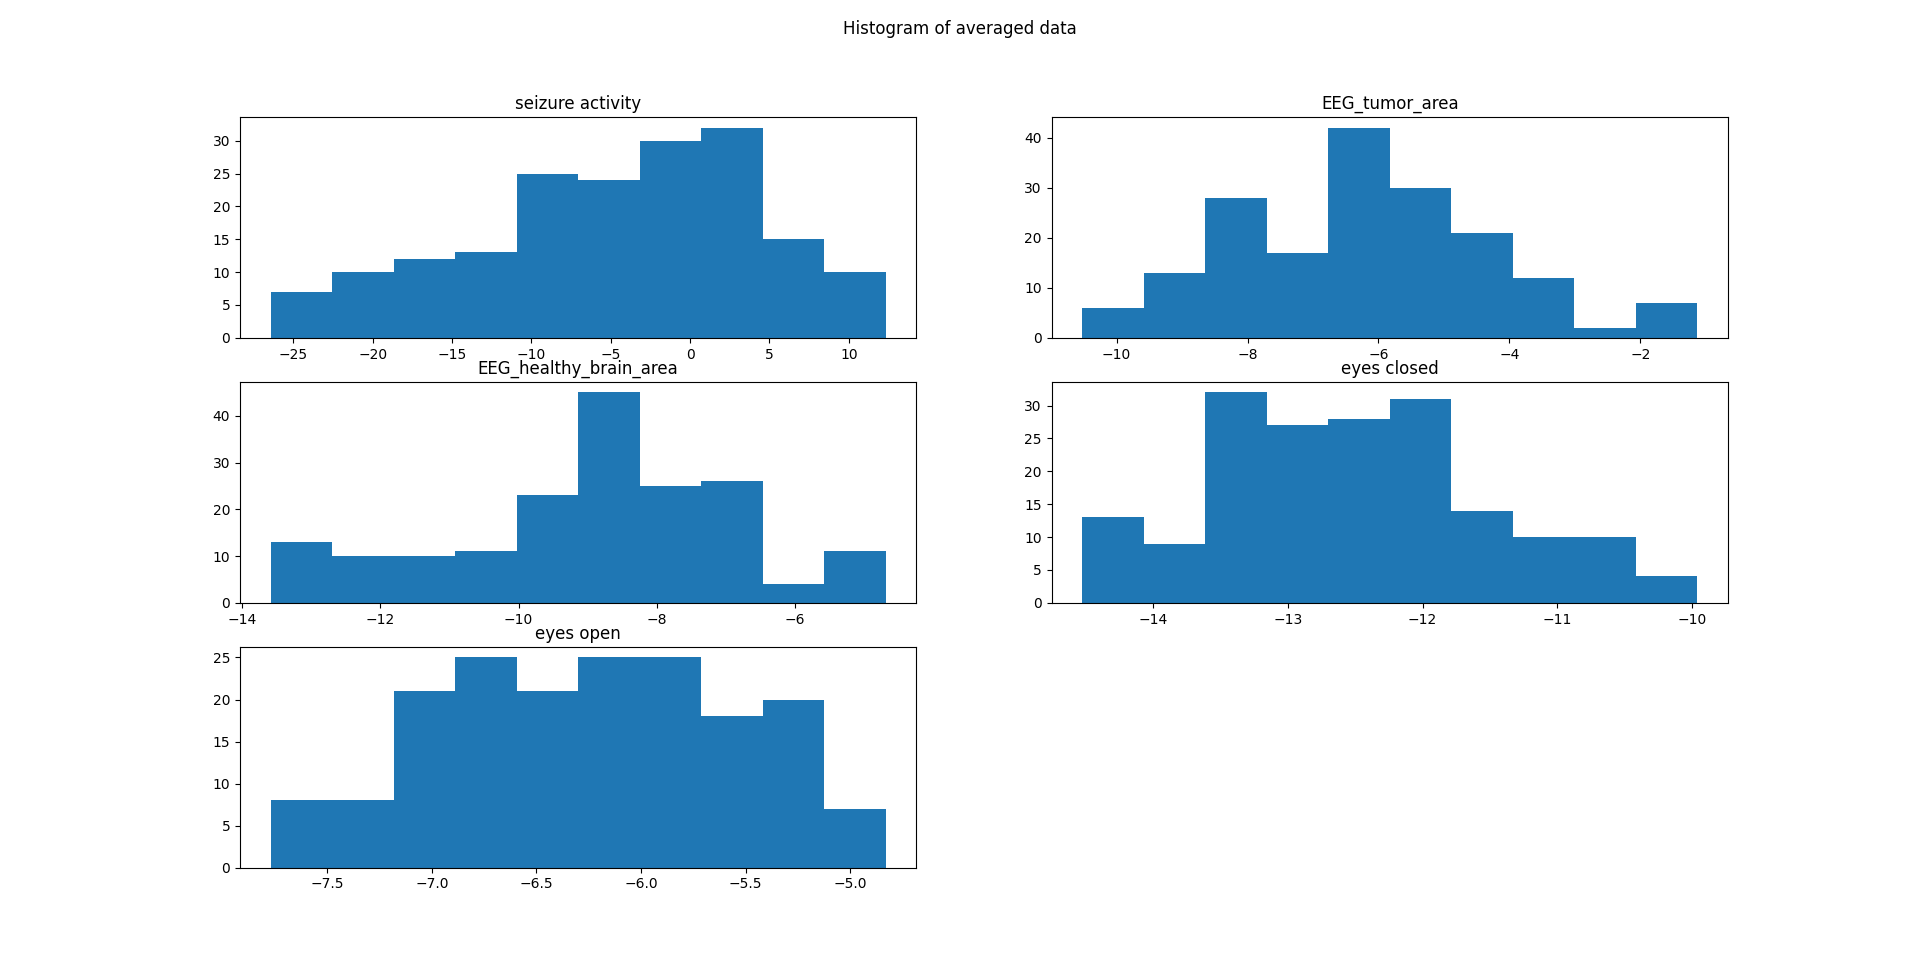 Histogram of averaged data
seizure activity
30
25
20
15
10
5
0
−25 −20 −15 −10 −5 0 5 10
EEG_tumor_area
40
30
20
10
0
−10 −8 −6 −4 −2
EEG_healthy_brain_area
40
30
20
10
0
−14 −12 −10 −8 −6
eyes closed
30
25
20
15
10
5
0
−14 −13 −12 −11 −10
eyes open
25
20
15
10
5
0
−7.5 −7.0 −6.5 −6.0 −5.5 −5.0